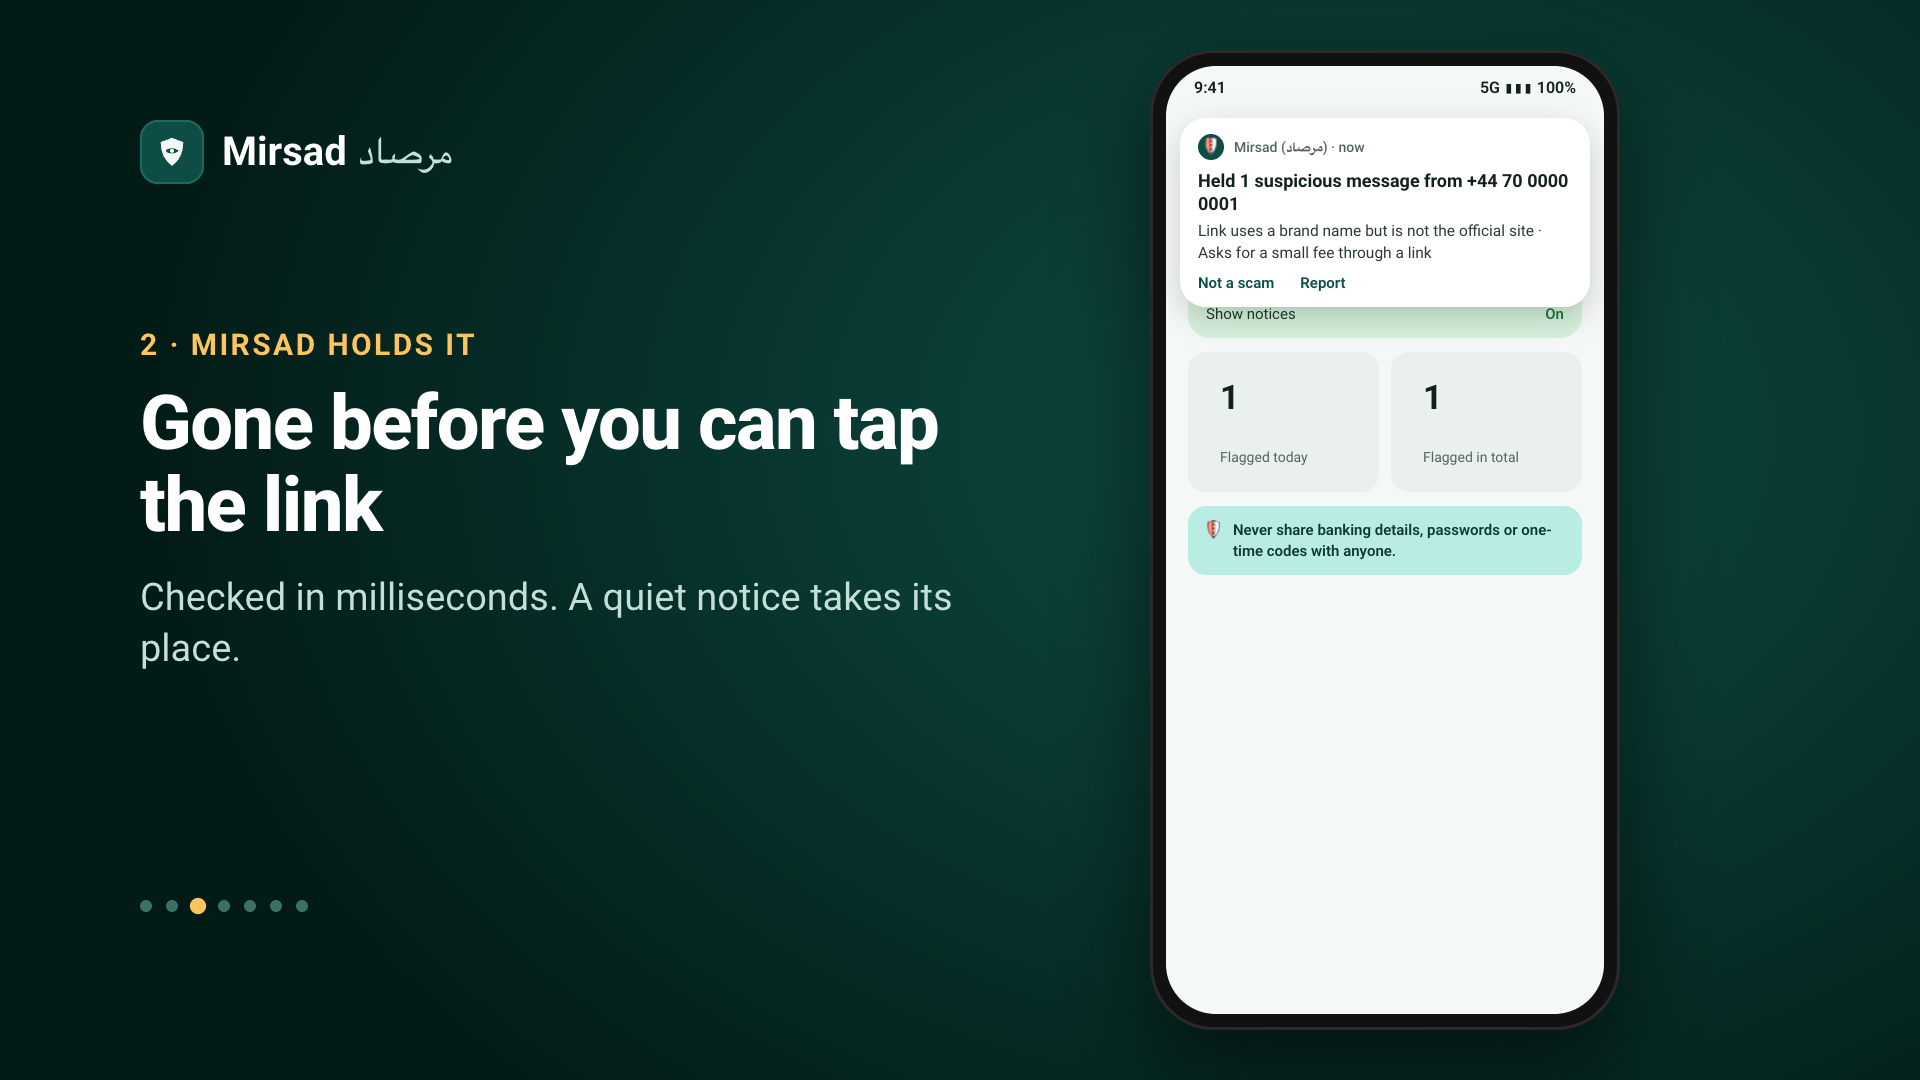 Mirsad مرصاد
2 · MIRSAD HOLDS IT
Gone before you can tap
the link
Checked in milliseconds. A quiet notice takes its
place.
9:41 5G 100%
Mirsad (مرصاد) · now
Held 1 suspicious message from +44 70 0000
0001
Link uses a brand name but is not the official site ·
Asks for a small fee through a link
Not a scam Report
Show notices On
1 1
Flagged today Flagged in total
Never share banking details, passwords or one-
time codes with anyone.